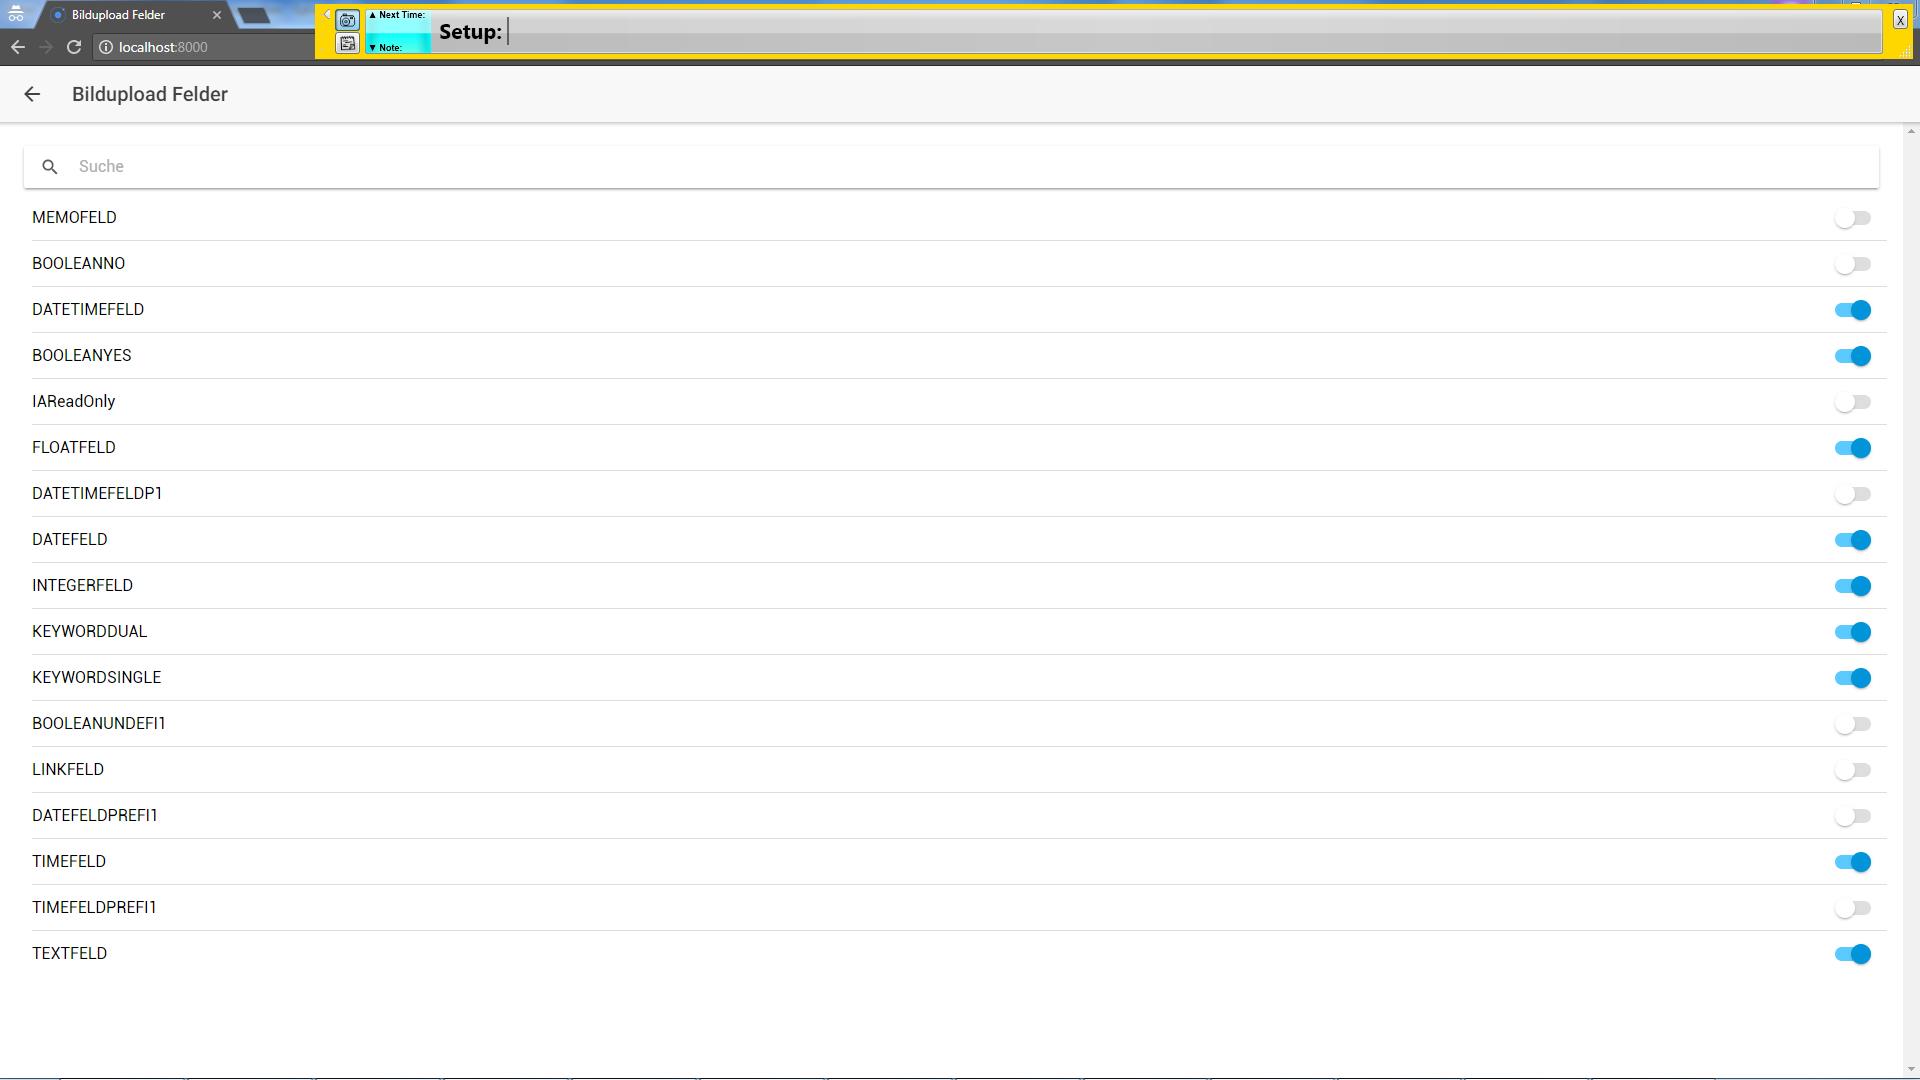 Bildupload Felder
▲ Next Time:
Setup:
X
▼ Note:
localhost:8000
Bildupload Felder
Suche
MEMOFELD
BOOLEANNO
DATETIMEFELD
BOOLEANYES
IAReadOnly
FLOATFELD
DATETIMEFELDP1
DATEFELD
INTEGERFELD
KEYWORDDUAL
KEYWORDSINGLE
BOOLEANUNDEFI1
LINKFELD
DATEFELDPREFI1
TIMEFELD
TIMEFELDPREFI1
TEXTFELD